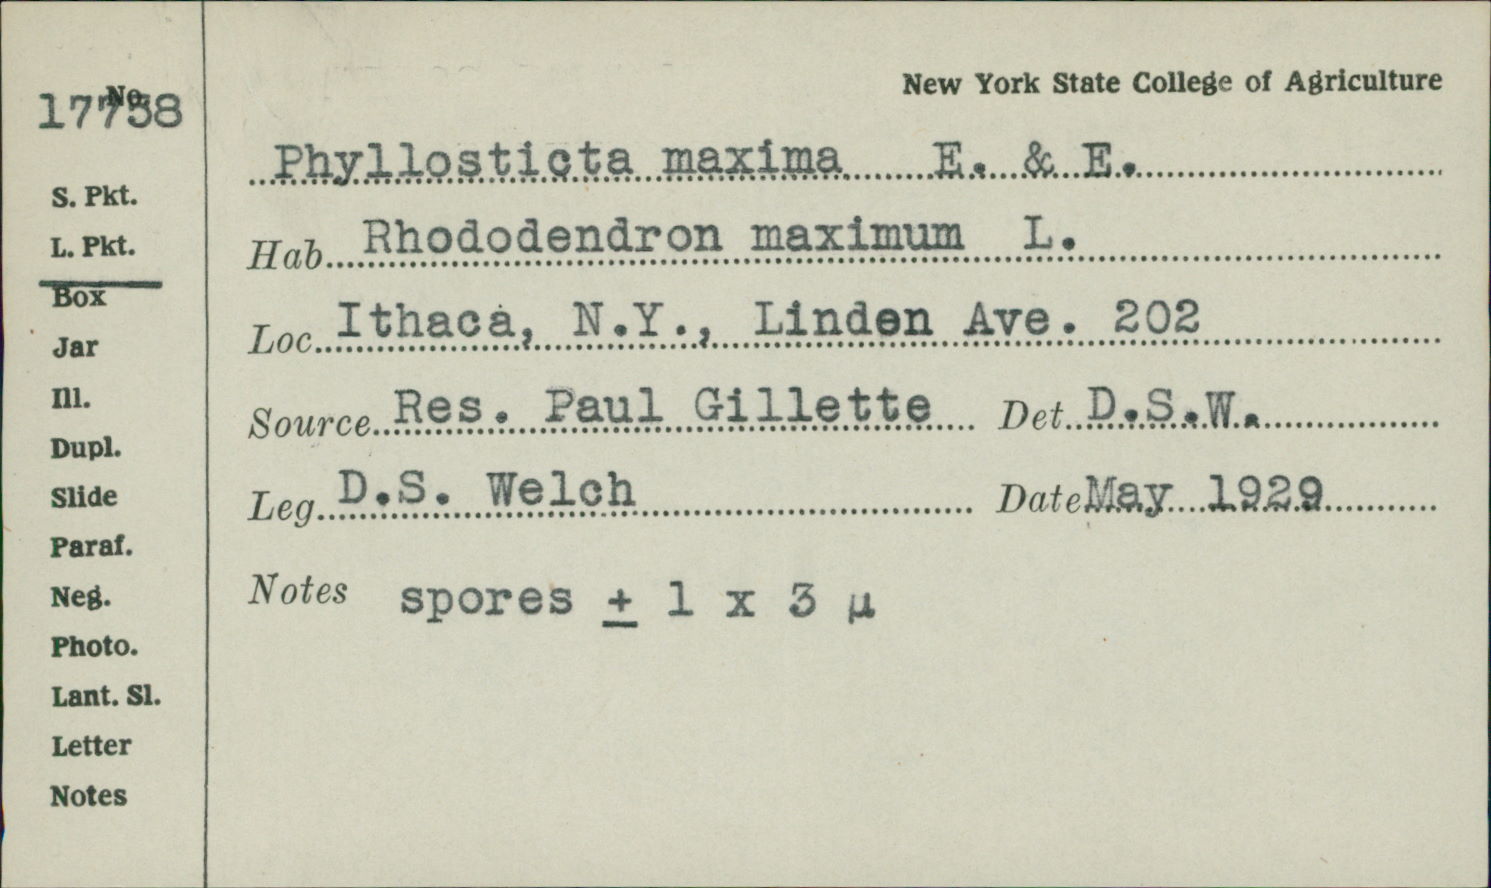 New York State College of Agriculture
No.
17738
S. Pkt.
L. Pkt.
Box
Jar
Ill.
Dupl.
Slide
Paraf.
Neg.
Photo.
Lant. Sl.
Letter
Notes
Phyllosticta maxima E. & E.
Hab. Rhododendron maximum L.
Loc. Ithaca, N.Y., Linden Ave. 202
Source Res. Paul Gillette Det. D.S.W.
Leg. D.S. Welch Date May 1929
Notes spores ± 1 x 3 µ